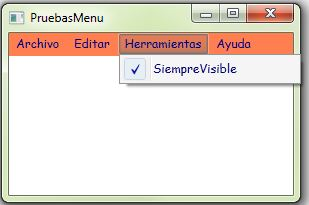 PruebasMenu
Archivo Editar Herramientas Ayuda
SiempreVisible